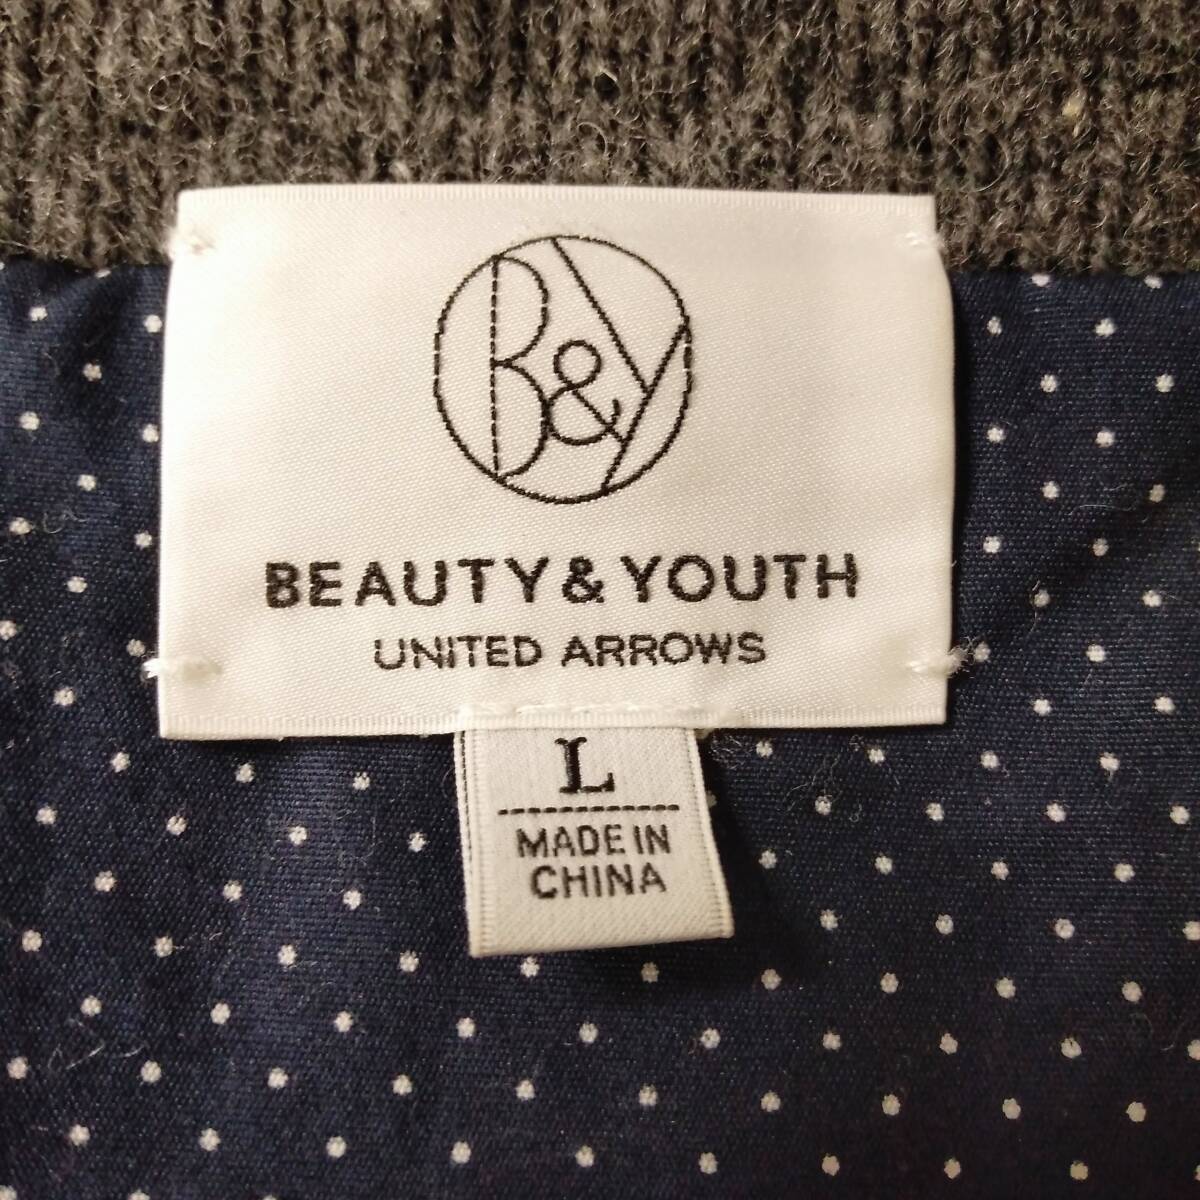 B&Y
BEAUTY & YOUTH
UNITED ARROWS
L
MADE IN
CHINA